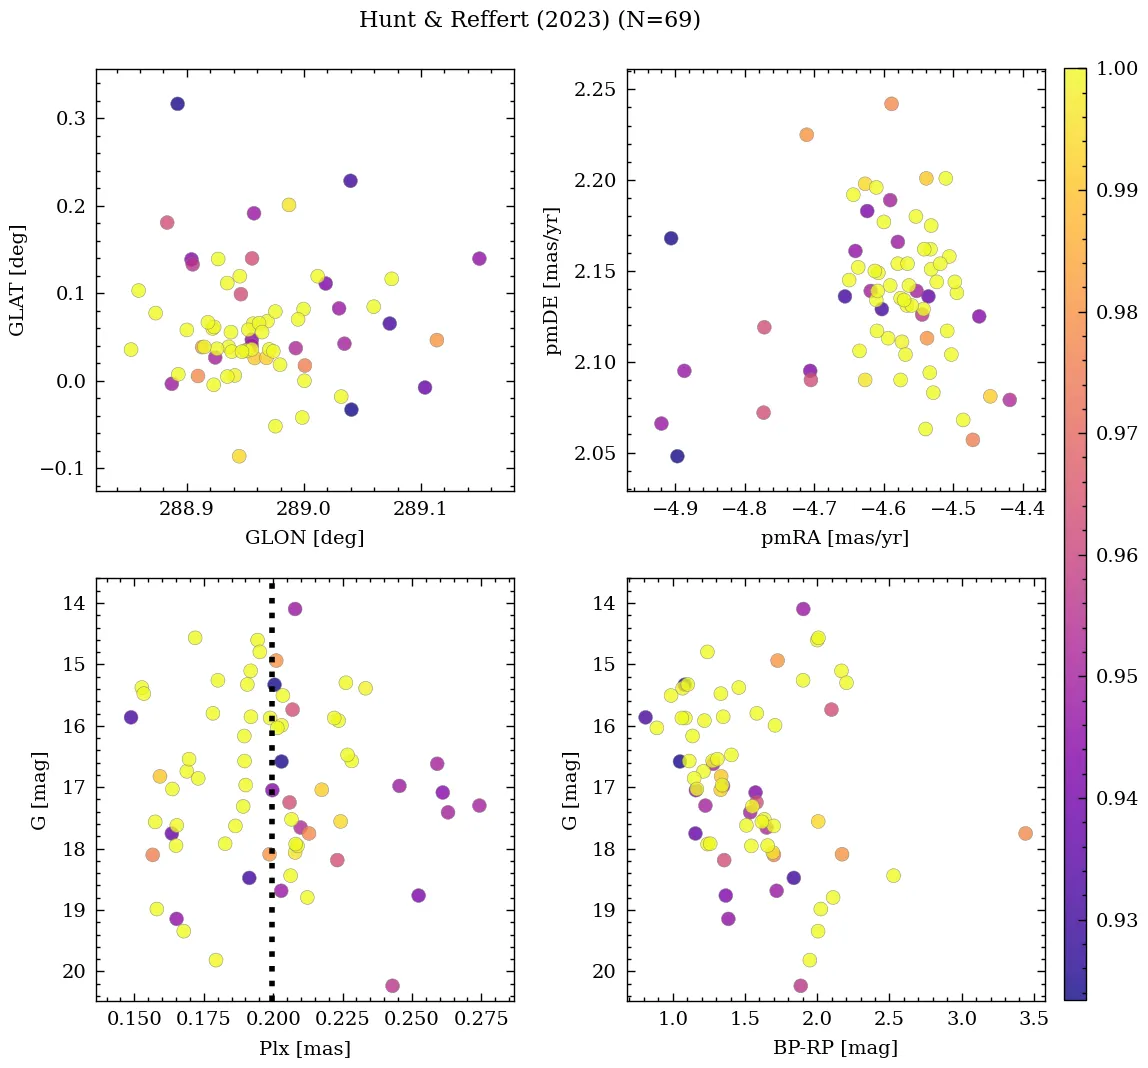 Hunt & Reffert (2023) (N=69)
0.3
0.2
0.1
0.0
−0.1
GLAT [deg]
288.9 289.0 289.1
GLON [deg]
2.25
2.20
2.15
2.10
2.05
pmDE [mas/yr]
−4.9 −4.8 −4.7 −4.6 −4.5 −4.4
pmRA [mas/yr]
14
15
16
17
18
19
20
G [mag]
0.150 0.175 0.200 0.225 0.250 0.275
Plx [mas]
14
15
16
17
18
19
20
G [mag]
1.0 1.5 2.0 2.5 3.0 3.5
BP-RP [mag]
1.00
0.99
0.98
0.97
0.96
0.95
0.94
0.93